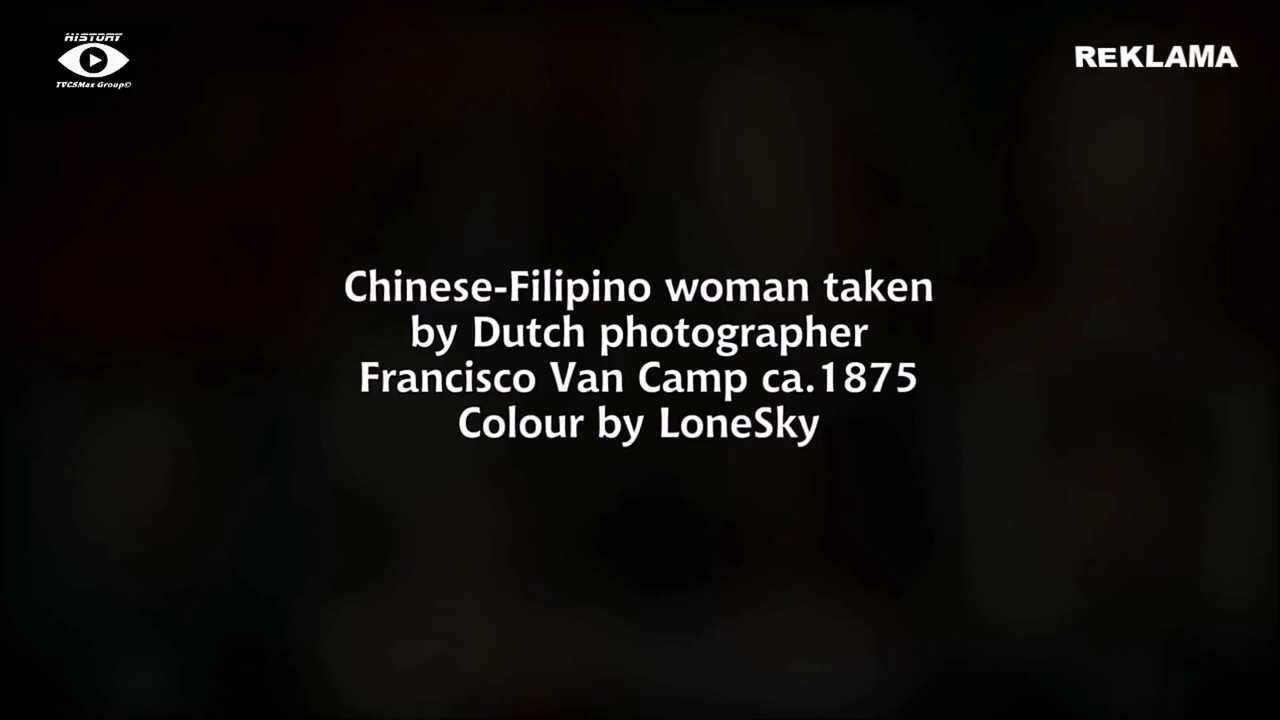 HISTORY
TVCSMax Group©
REKLAMA
Chinese-Filipino woman taken
by Dutch photographer
Francisco Van Camp ca.1875
Colour by LoneSky